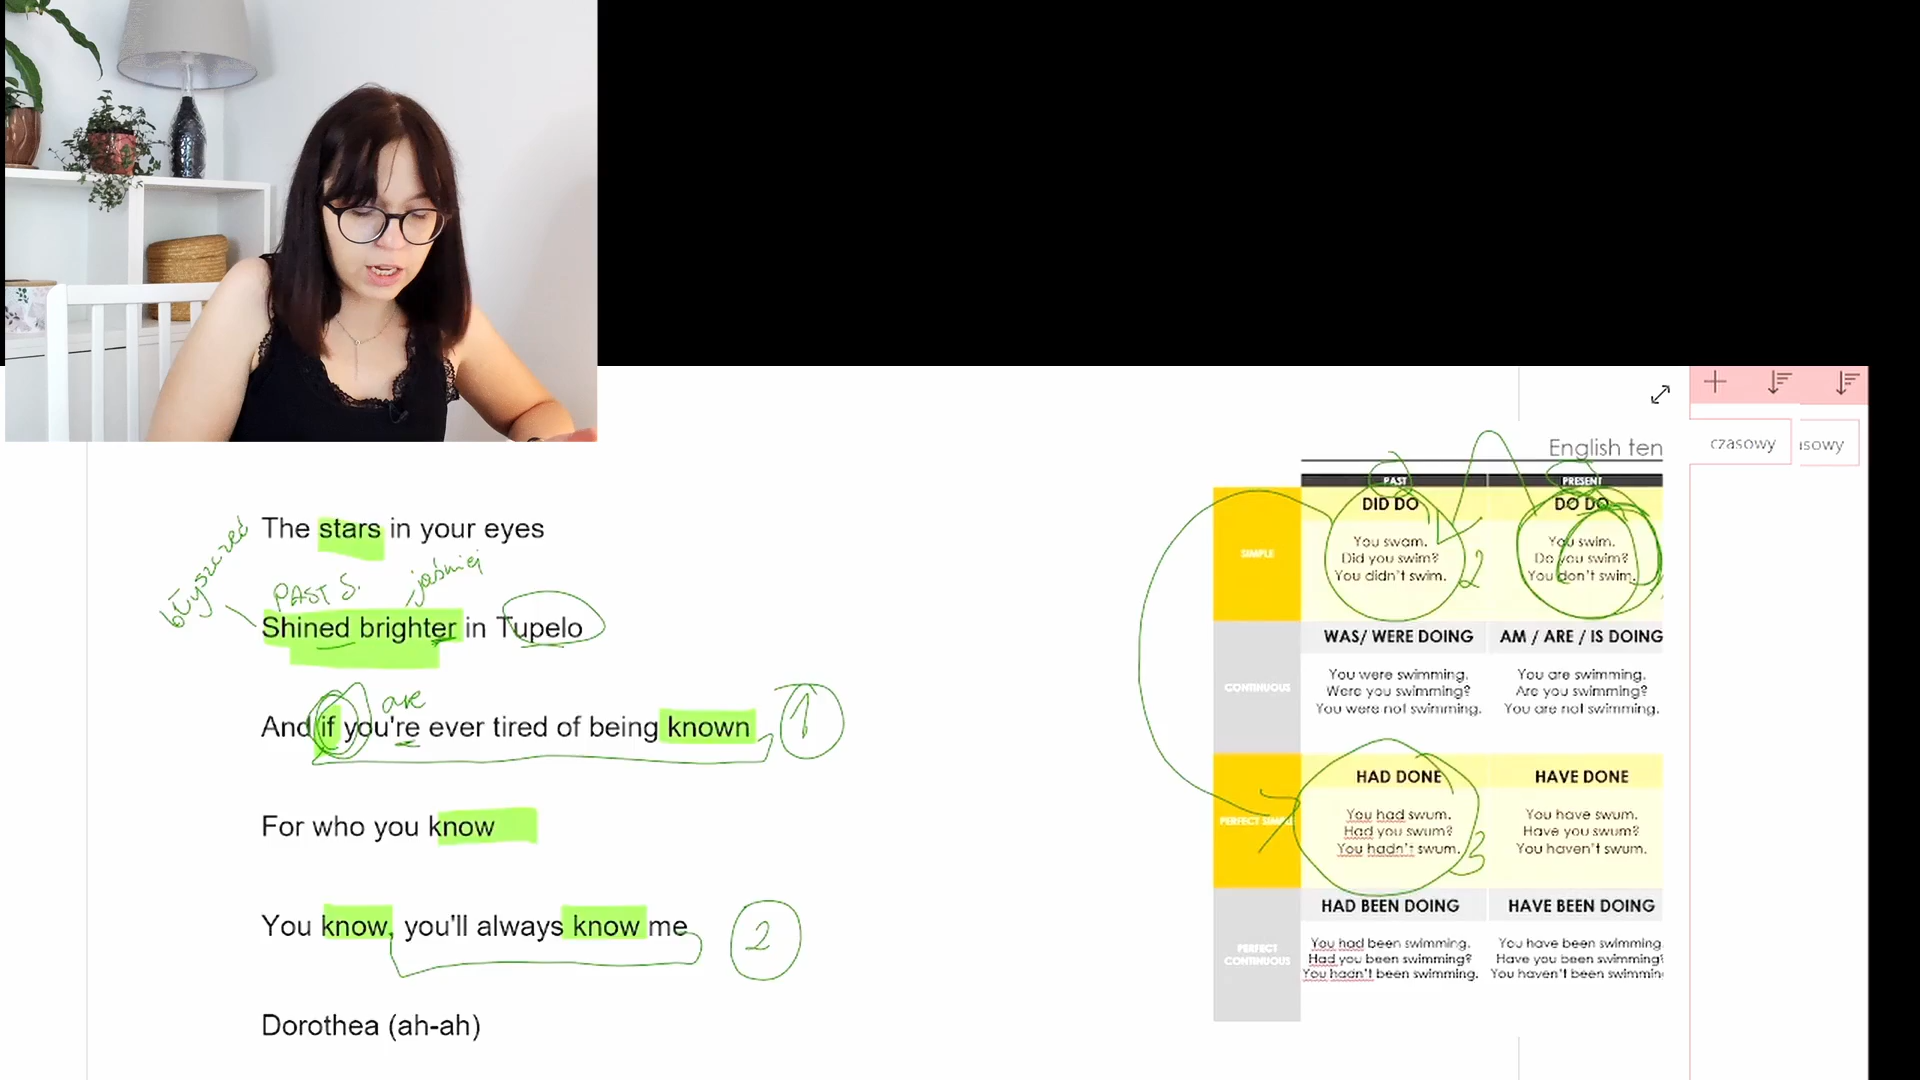 The stars in your eyes
błyszczeć
PAST S.
jaśniej
Shined brighter in Tupelo
are
And if you're ever tired of being known
1
For who you know
You know, you'll always know me
2
Dorothea (ah-ah)
English ten
PAST
PRESENT
SIMPLE
DID DO
DO DO
You swam.
Did you swim?
You didn't swim.
2
You swim.
Do you swim?
You don't swim.
CONTINUOUS
WAS/ WERE DOING
AM / ARE / IS DOING
You were swimming.
Were you swimming?
You were not swimming.
You are swimming.
Are you swimming?
You are not swimming.
PERFECT SIMPLE
HAD DONE
HAVE DONE
You had swum.
Had you swum?
You hadn't swum.
3
You have swum.
Have you swum?
You haven't swum.
PERFECT
CONTINUOUS
HAD BEEN DOING
HAVE BEEN DOING
You had been swimming.
Had you been swimming?
You hadn't been swimming.
You have been swimming
Have you been swimming?
You haven't been swimmin
czasowy
asowy